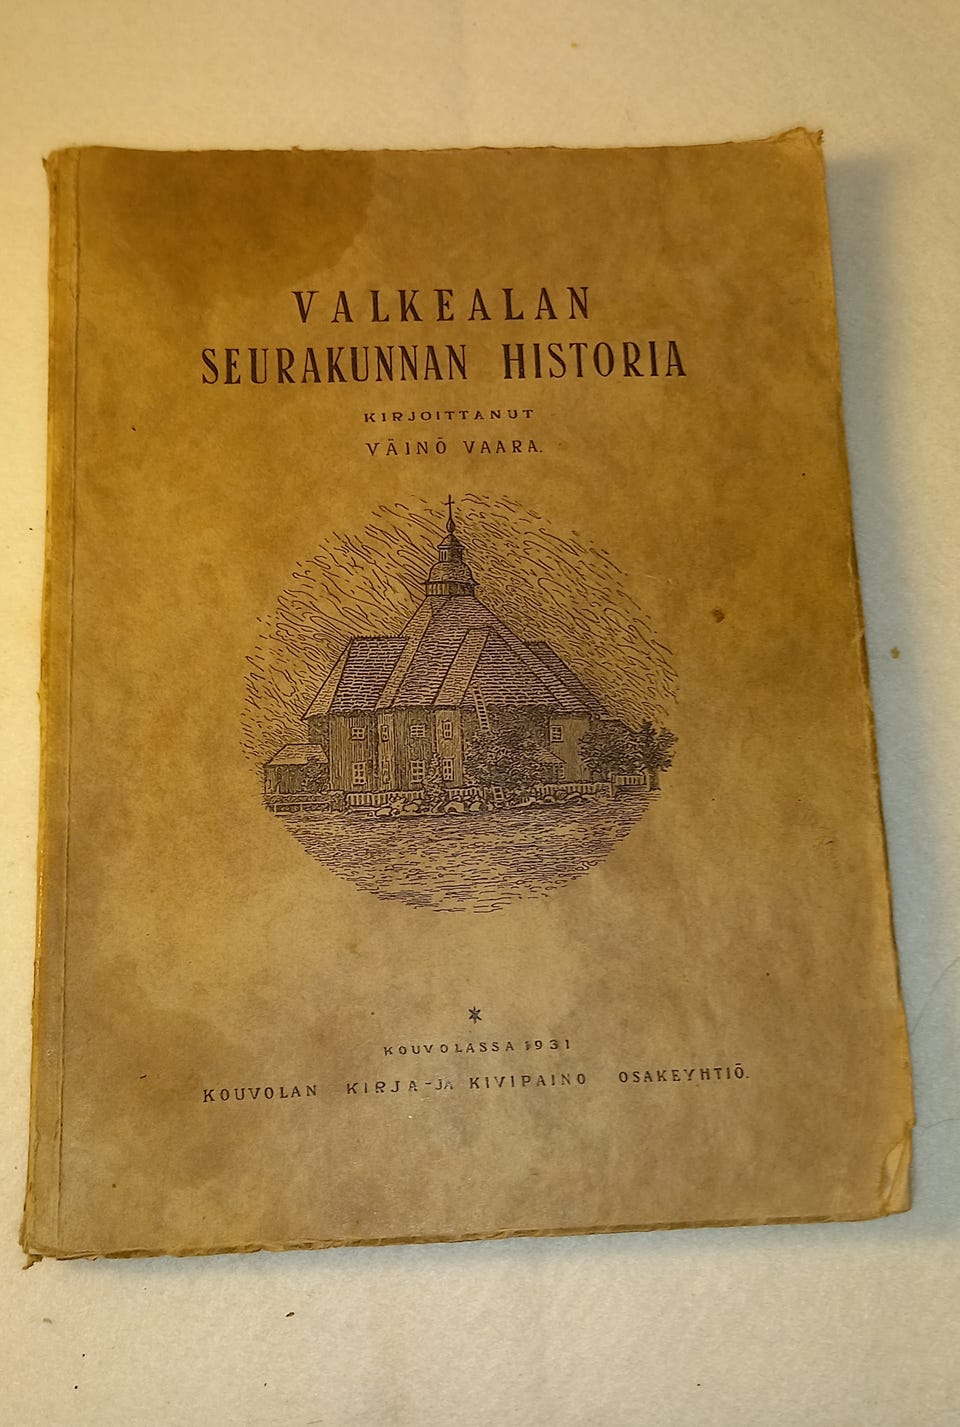 VALKEALAN
SEURAKUNNAN HISTORIA
KIRJOITTANUT
VÄINÖ VAARA.
KOUVOLASSA 1931
KOUVOLAN KIRJA-JA KIVIPAINO OSAKEYHTIÖ.